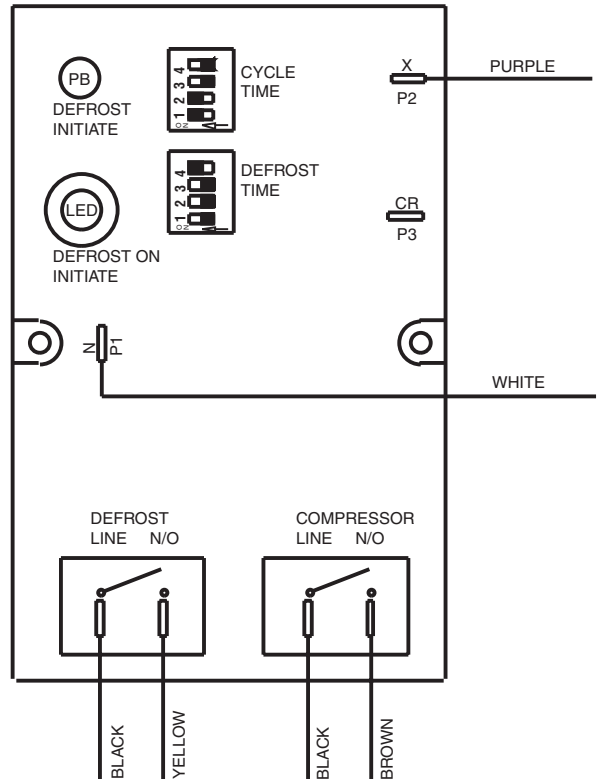 PB
DEFROST
INITIATE
4
3
2
1
ON
CYCLE
TIME
X
P2
PURPLE
4
3
2
1
ON
DEFROST
TIME
LED
DEFROST ON
INITIATE
CR
P3
N
P1
WHITE
DEFROST
LINE N/O
COMPRESSOR
LINE N/O
BLACK
YELLOW
BLACK
BROWN